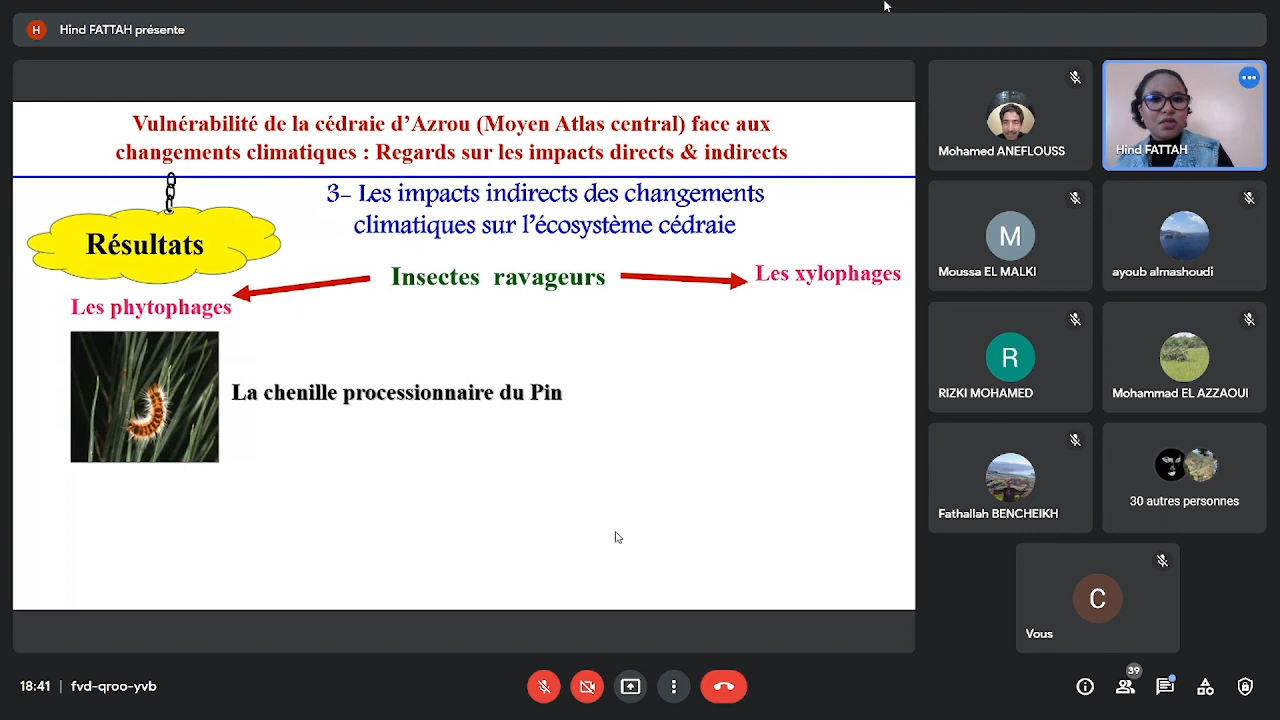 H
Hind FATTAH présente
Vulnérabilité de la cédraie d’Azrou (Moyen Atlas central) face aux
changements climatiques : Regards sur les impacts directs & indirects
3- Les impacts indirects des changements
climatiques sur l’écosystème cédraie
Résultats
Insectes ravageurs
Les xylophages
Les phytophages
La chenille processionnaire du Pin
Mohamed ANEFLOUSS
Hind FATTAH
M
Moussa EL MALKI
ayoub almashoudi
R
RIZKI MOHAMED
Mohammad EL AZZAOUI
Fathallah BENCHEIKH
30 autres personnes
C
Vous
18:41 | fvd-qroo-yvb
39